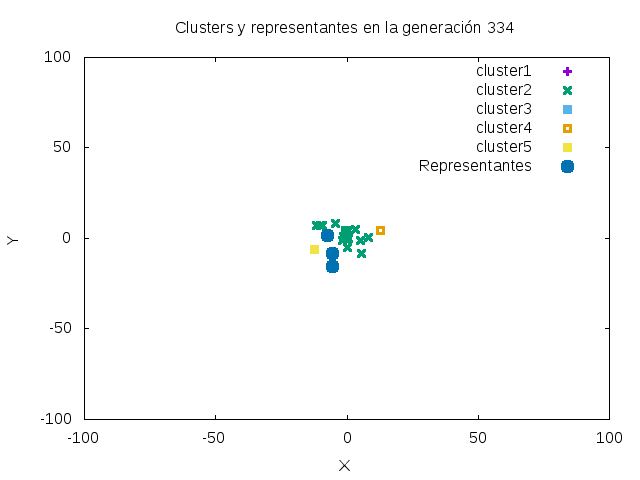 Clusters y representantes en la generación 334
100
50
0
-50
-100
-100
-50
0
50
100
Y
X
cluster1
cluster2
cluster3
cluster4
cluster5
Representantes